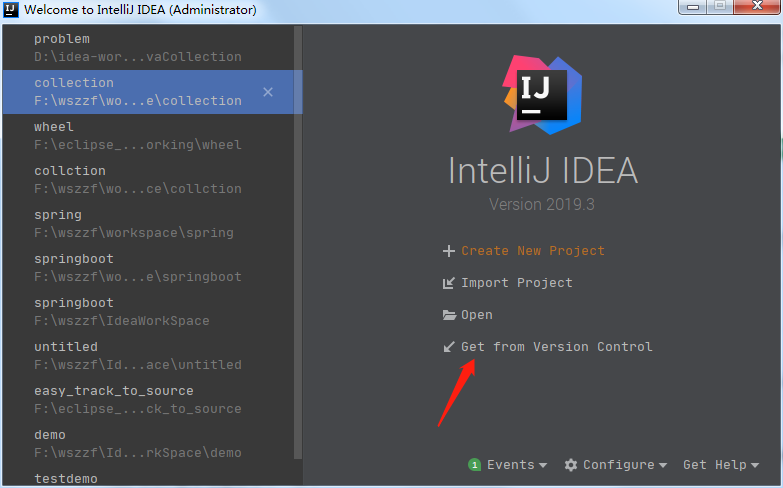 Welcome to IntelliJ IDEA (Administrator)
problem
D:\idea-wor...vaCollection
collection
F:\wszzf\wo...e\collection
wheel
F:\eclipse_...orking\wheel
collction
F:\wszzf\wo...ce\collction
spring
F:\wszzf\workspace\spring
springboot
F:\wszzf\wo...e\springboot
springboot
F:\wszzf\IdeaWorkSpace
untitled
F:\wszzf\Id...ace\untitled
easy_track_to_source
F:\eclipse_...ck_to_source
demo
F:\wszzf\Id...rkSpace\demo
testdemo
IJ
IntelliJ IDEA
Version 2019.3
Create New Project
Import Project
Open
Get from Version Control
1 Events
Configure
Get Help